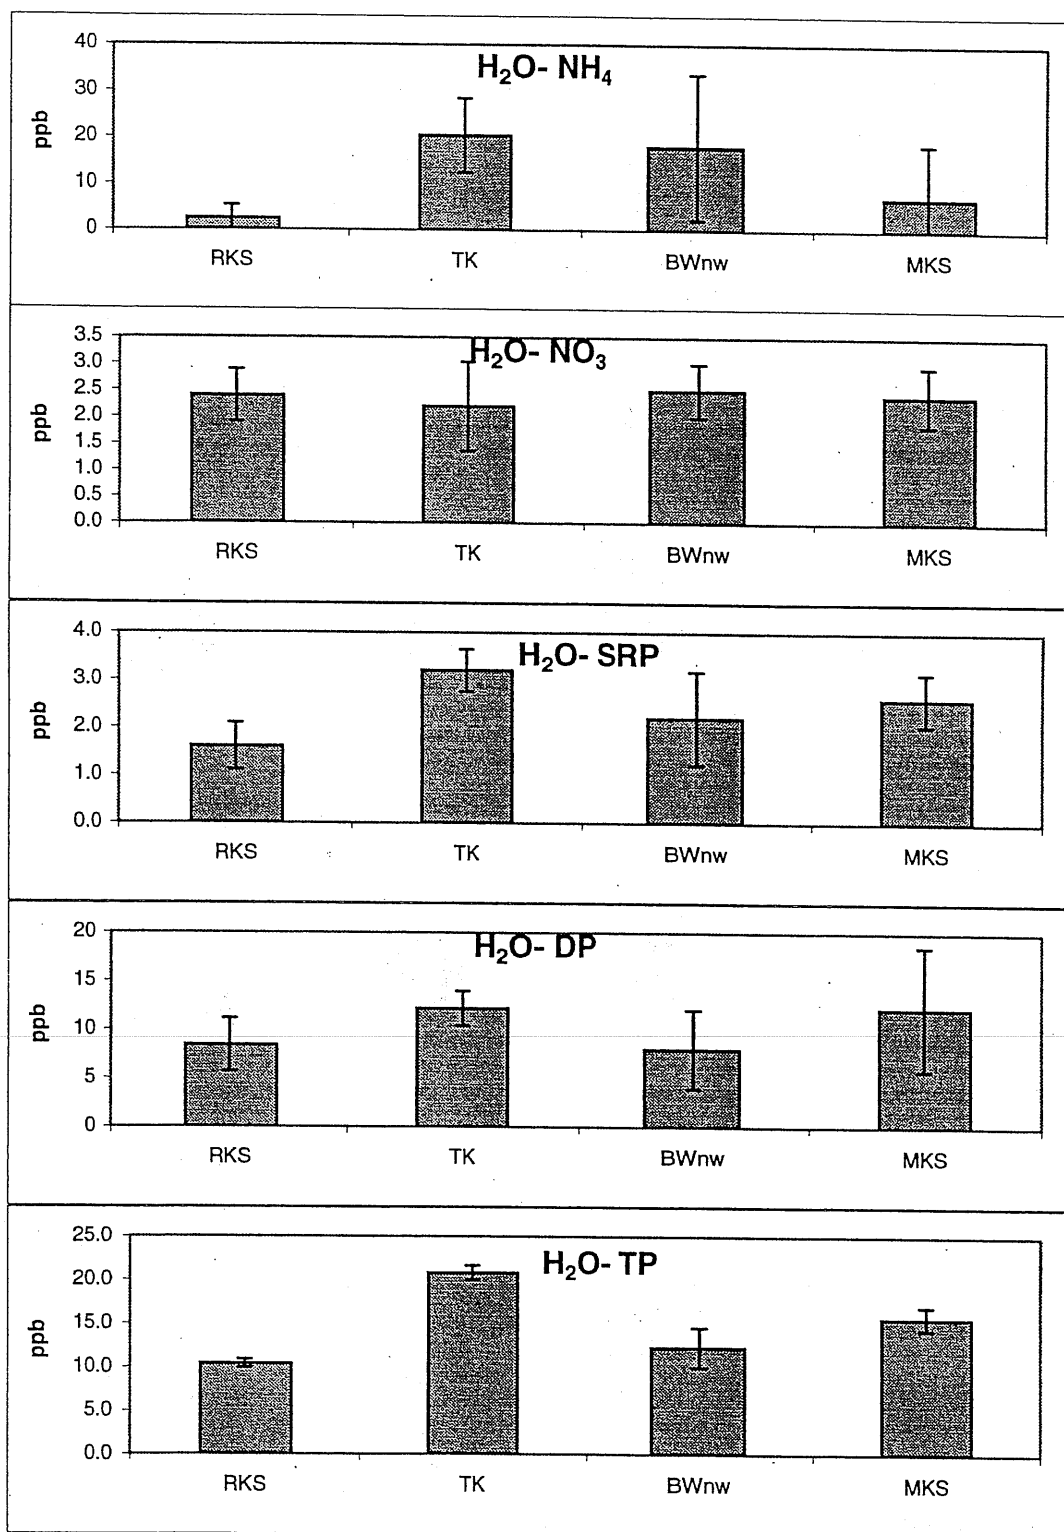 H₂O- NH₄
ppb
40
30
20
10
0
RKS TK BWnw MKS
H₂O- NO₃
ppb
3.5
3.0
2.5
2.0
1.5
1.0
0.5
0.0
RKS TK BWnw MKS
H₂O- SRP
ppb
4.0
3.0
2.0
1.0
0.0
RKS TK BWnw MKS
H₂O- DP
ppb
20
15
10
5
0
RKS TK BWnw MKS
H₂O- TP
ppb
25.0
20.0
15.0
10.0
5.0
0.0
RKS TK BWnw MKS